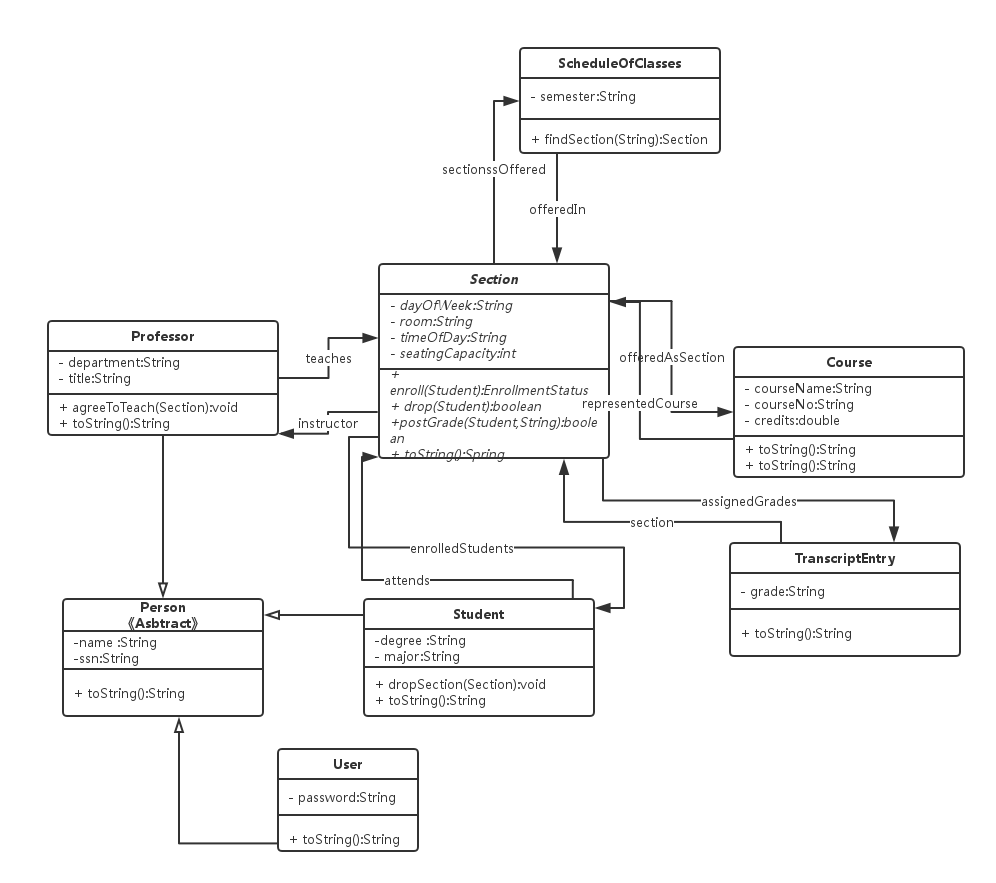 ScheduleOfClasses
- semester:String
+ findSection(String):Section
sectionssOffered
offeredIn
Section
- dayOfWeek:String
- room:String
- timeOfDay:String
- seatingCapacity:int
+
enroll(Student):EnrollmentStatus
+ drop(Student):boolean
+postGrade(Student,String):boole
an
+ toString():Spring
Professor
- department:String
- title:String
+ agreeToTeach(Section):void
+ toString():String
teaches
instructor
offeredAsSection
representedCourse
Course
- courseName:String
- courseNo:String
- credits:double
+ toString():String
+ toString():String
assignedGrades
section
enrolledStudents
attends
TranscriptEntry
- grade:String
+ toString():String
Person
《Asbtract》
-name :String
-ssn:String
+ toString():String
Student
-degree :String
- major:String
+ dropSection(Section):void
+ toString():String
User
- password:String
+ toString():String